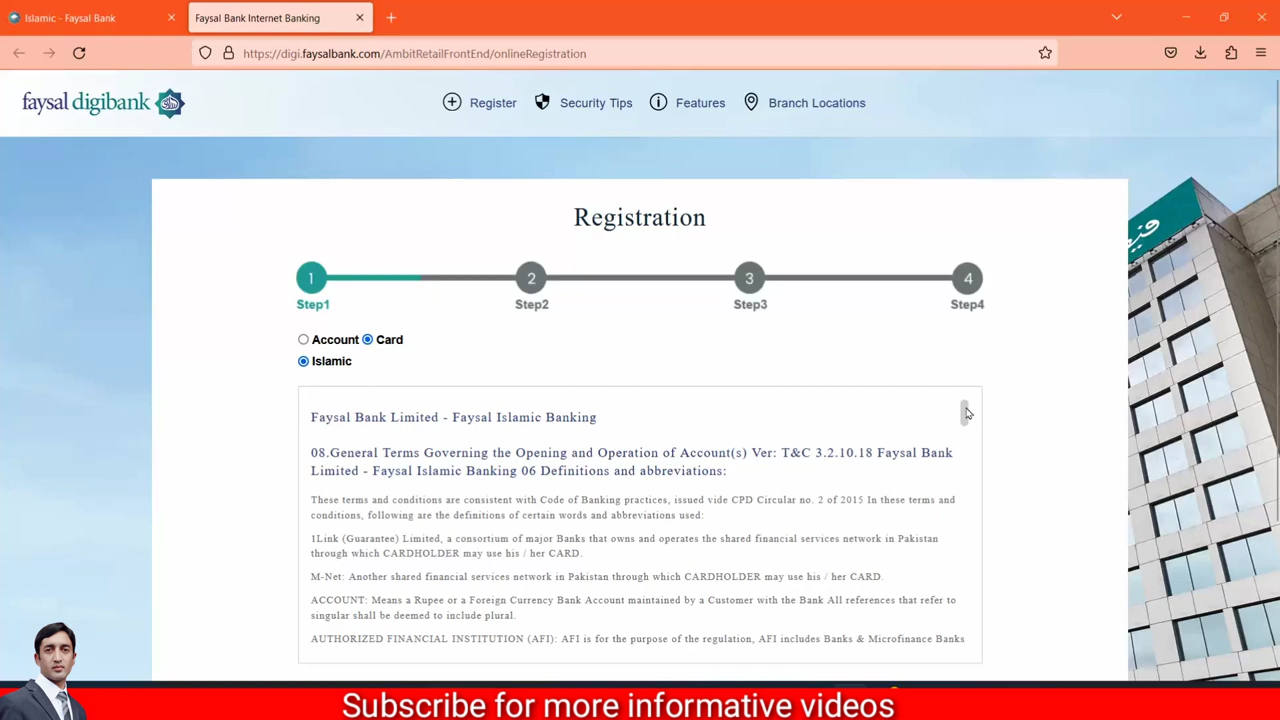 Islamic - Faysal Bank
Faysal Bank Internet Banking
https://digi.faysalbank.com/AmbitRetailFrontEnd/onlineRegistration
faysal digibank
Register
Security Tips
Features
Branch Locations
Registration
1
2
3
4
Step1
Step2
Step3
Step4
Account
Card
Islamic
Faysal Bank Limited - Faysal Islamic Banking
08.General Terms Governing the Opening and Operation of Account(s) Ver: T&C 3.2.10.18 Faysal Bank
Limited - Faysal Islamic Banking 06 Definitions and abbreviations:
These terms and conditions are consistent with Code of Banking practices, issued vide CPD Circular no. 2 of 2015 In these terms and
conditions, following are the definitions of certain words and abbreviations used:
1Link (Guarantee) Limited, a consortium of major Banks that owns and operates the shared financial services network in Pakistan
through which CARDHOLDER may use his / her CARD.
M-Net: Another shared financial services network in Pakistan through which CARDHOLDER may use his / her CARD.
ACCOUNT: Means a Rupee or a Foreign Currency Bank Account maintained by a Customer with the Bank All references that refer to
singular shall be deemed to include plural.
AUTHORIZED FINANCIAL INSTITUTION (AFI): AFI is for the purpose of the regulation, AFI includes Banks & Microfinance Banks
Subscribe for more informative videos